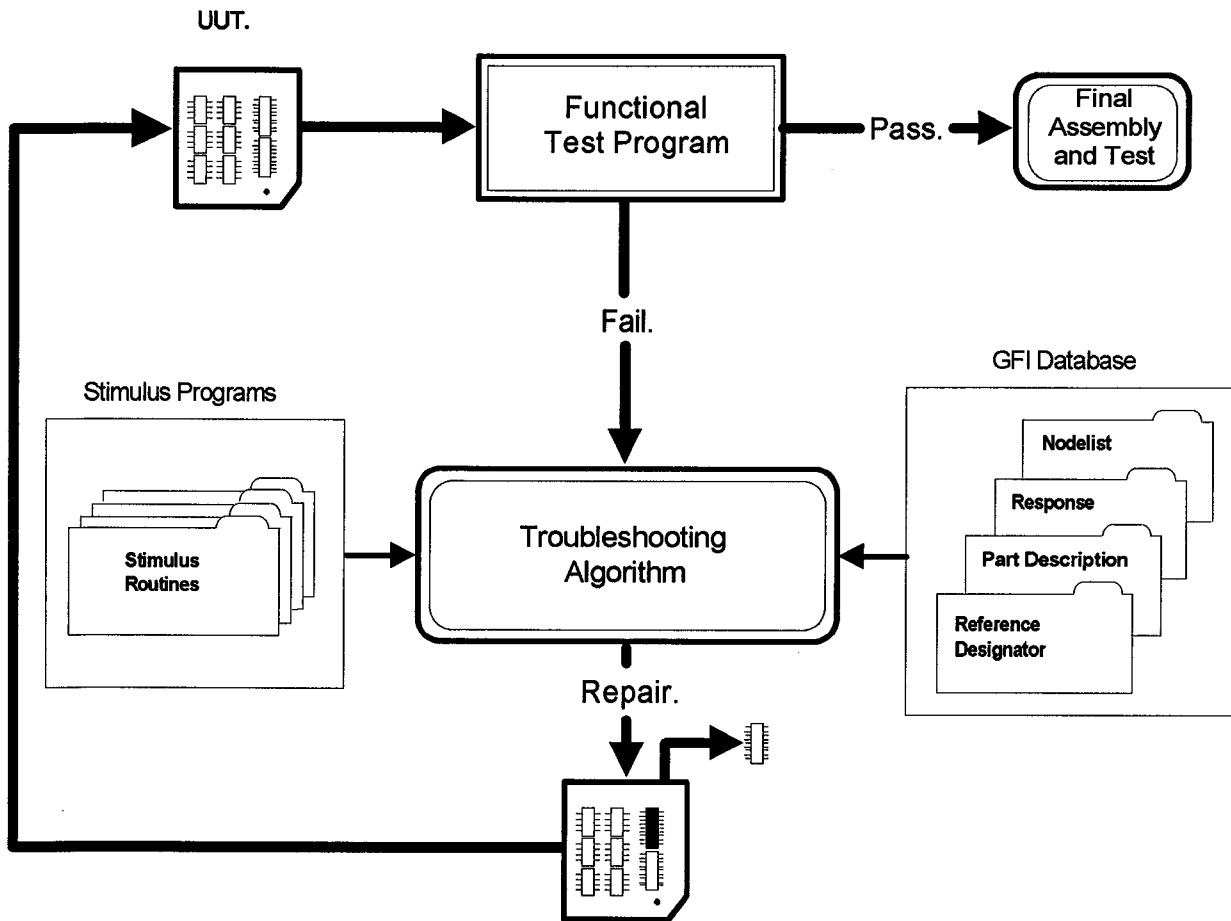 UUT.
Functional
Test Program
Pass.
Final
Assembly
and Test
Fail.
Stimulus Programs
Stimulus
Routines
Troubleshooting
Algorithm
GFI Database
Nodelist
Response
Part Description
Reference
Designator
Repair.